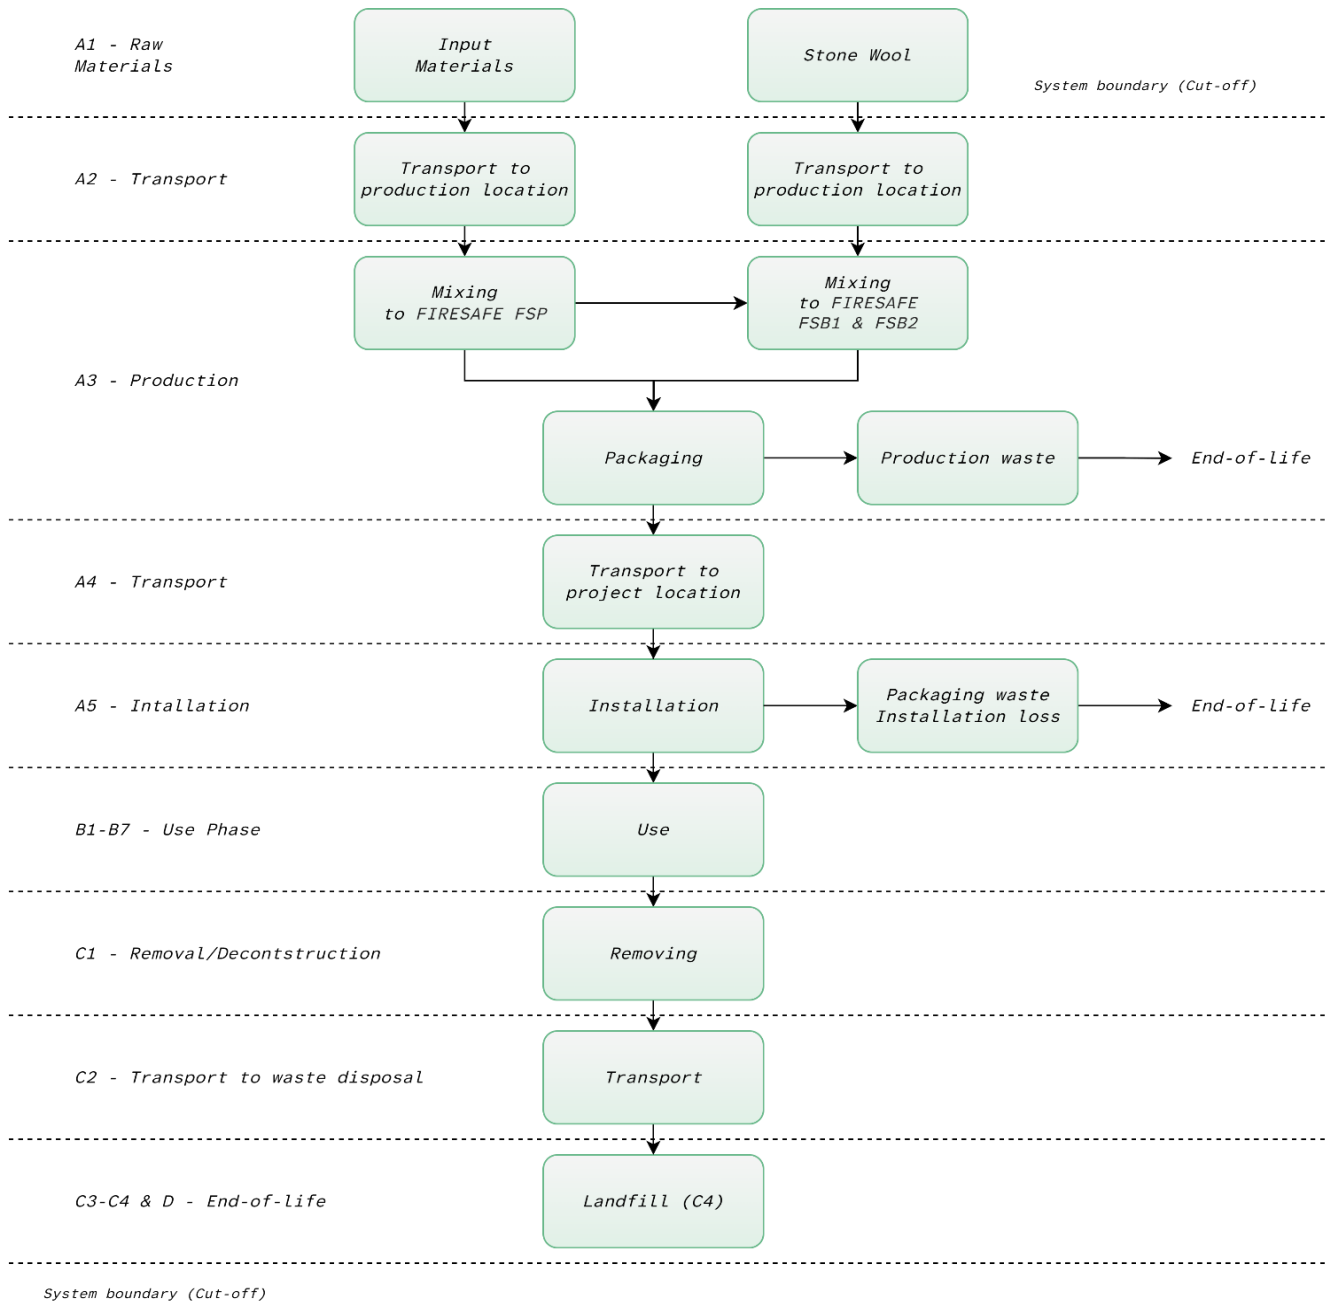 A1 - Raw
Materials
Input
Materials
Stone Wool
System boundary (Cut-off)
A2 - Transport
Transport to
production location
Transport to
production location
A3 - Production
Mixing
to FIRESAFE FSP
Mixing
to FIRESAFE
FSB1 & FSB2
Packaging
Production waste
End-of-life
A4 - Transport
Transport to
project location
A5 - Intallation
Installation
Packaging waste
Installation loss
End-of-life
B1-B7 - Use Phase
Use
C1 - Removal/Decontstruction
Removing
C2 - Transport to waste disposal
Transport
C3-C4 & D - End-of-life
Landfill (C4)
System boundary (Cut-off)